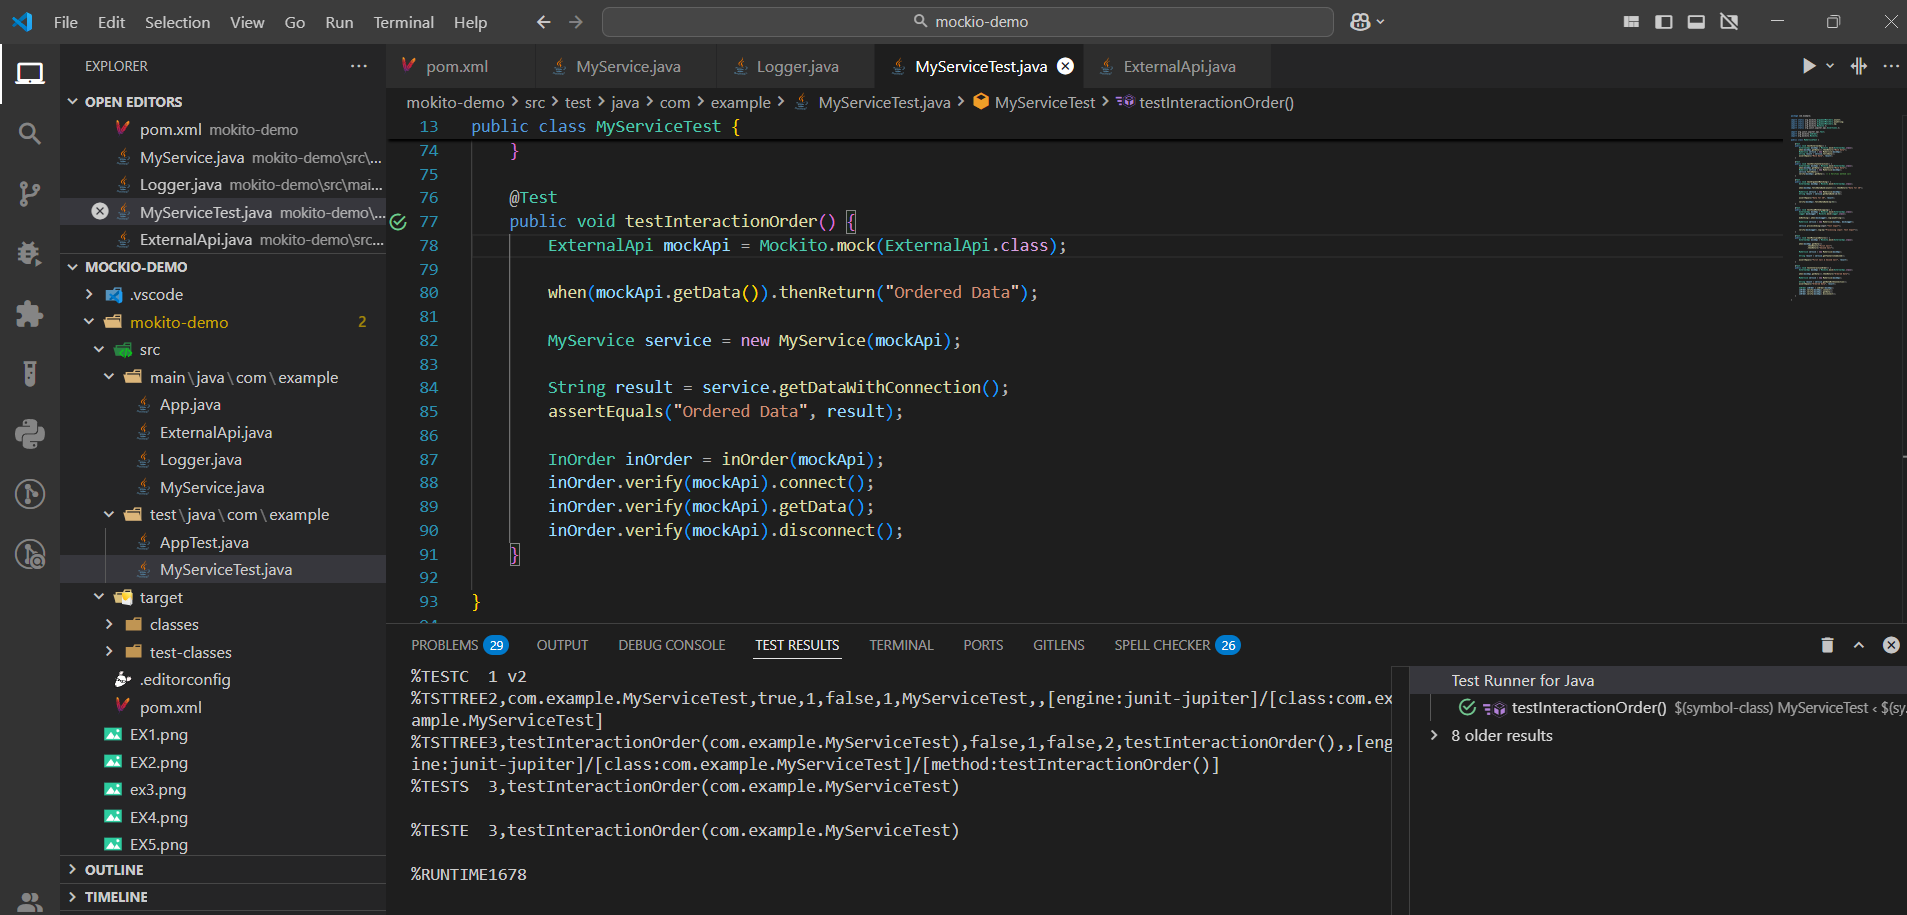 File Edit Selection View Go Run Terminal Help
mockio-demo
EXPLORER
OPEN EDITORS
pom.xml mokito-demo
MyService.java mokito-demo\src\...
Logger.java mokito-demo\src\mai...
MyServiceTest.java mokito-demo\...
ExternalApi.java mokito-demo\src...
MOCKIO-DEMO
.vscode
mokito-demo 2
src
main\java\com\example
App.java
ExternalApi.java
Logger.java
MyService.java
test\java\com\example
AppTest.java
MyServiceTest.java
target
classes
test-classes
.editorconfig
pom.xml
EX1.png
EX2.png
ex3.png
EX4.png
EX5.png
OUTLINE
TIMELINE
pom.xml MyService.java Logger.java MyServiceTest.java ExternalApi.java
mokito-demo > src > test > java > com > example > MyServiceTest.java > MyServiceTest > testInteractionOrder()
13 public class MyServiceTest {
74 }
75
76 @Test
77 public void testInteractionOrder() {
78 ExternalApi mockApi = Mockito.mock(ExternalApi.class);
79
80 when(mockApi.getData()).thenReturn("Ordered Data");
81
82 MyService service = new MyService(mockApi);
83
84 String result = service.getDataWithConnection();
85 assertEquals("Ordered Data", result);
86
87 InOrder inOrder = inOrder(mockApi);
88 inOrder.verify(mockApi).connect();
89 inOrder.verify(mockApi).getData();
90 inOrder.verify(mockApi).disconnect();
91 }
92
93 }
PROBLEMS 29 OUTPUT DEBUG CONSOLE TEST RESULTS TERMINAL PORTS GITLENS SPELL CHECKER 26
%TESTC 1 v2
%TSTTREE2,com.example.MyServiceTest,true,1,false,1,MyServiceTest,,[engine:junit-jupiter]/[class:com.ex
ample.MyServiceTest]
%TSTTREE3,testInteractionOrder(com.example.MyServiceTest),false,1,false,2,testInteractionOrder(),,[eng
ine:junit-jupiter]/[class:com.example.MyServiceTest]/[method:testInteractionOrder()]
%TESTS 3,testInteractionOrder(com.example.MyServiceTest)
%TESTE 3,testInteractionOrder(com.example.MyServiceTest)
%RUNTIME1678
Test Runner for Java
testInteractionOrder() $(symbol-class) MyServiceTest < $(sy.
8 older results